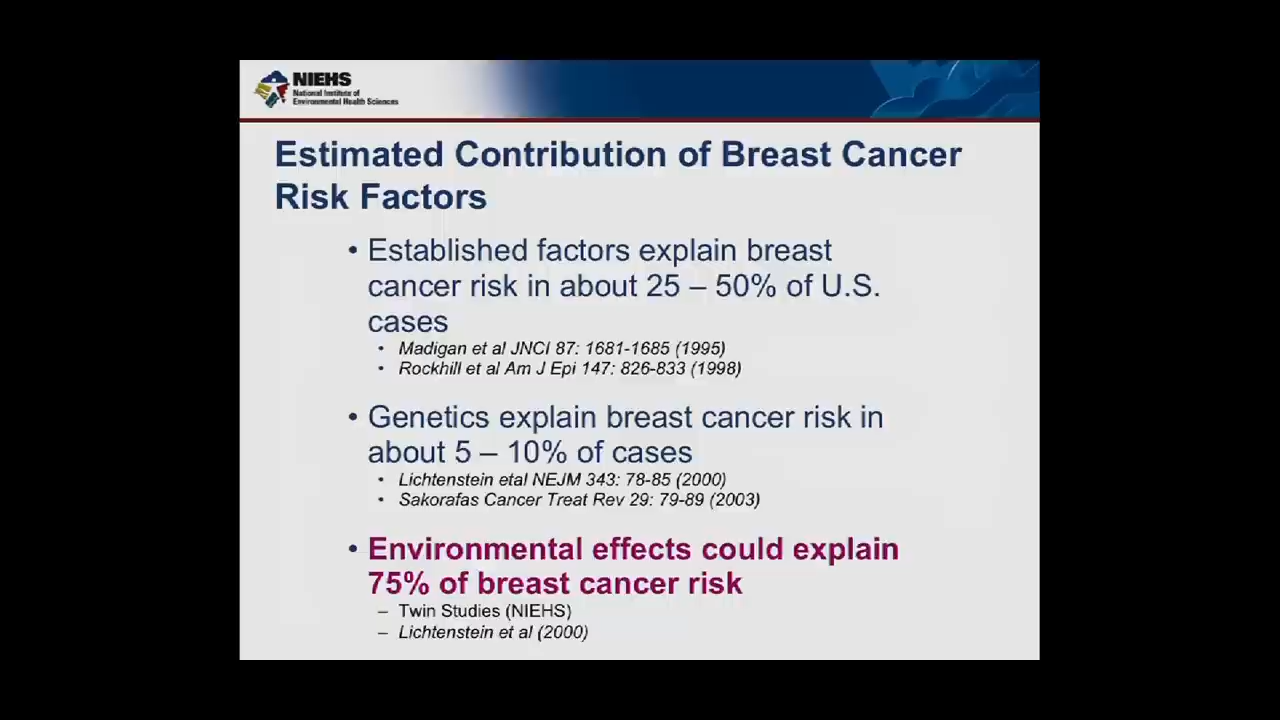 NIEHS
National Institute of
Environmental Health Sciences
Estimated Contribution of Breast Cancer
Risk Factors
• Established factors explain breast
cancer risk in about 25 – 50% of U.S.
cases
• Madigan et al JNCI 87: 1681-1685 (1995)
• Rockhill et al Am J Epi 147: 826-833 (1998)
• Genetics explain breast cancer risk in
about 5 – 10% of cases
• Lichtenstein etal NEJM 343: 78-85 (2000)
• Sakorafas Cancer Treat Rev 29: 79-89 (2003)
• Environmental effects could explain
75% of breast cancer risk
– Twin Studies (NIEHS)
– Lichtenstein et al (2000)